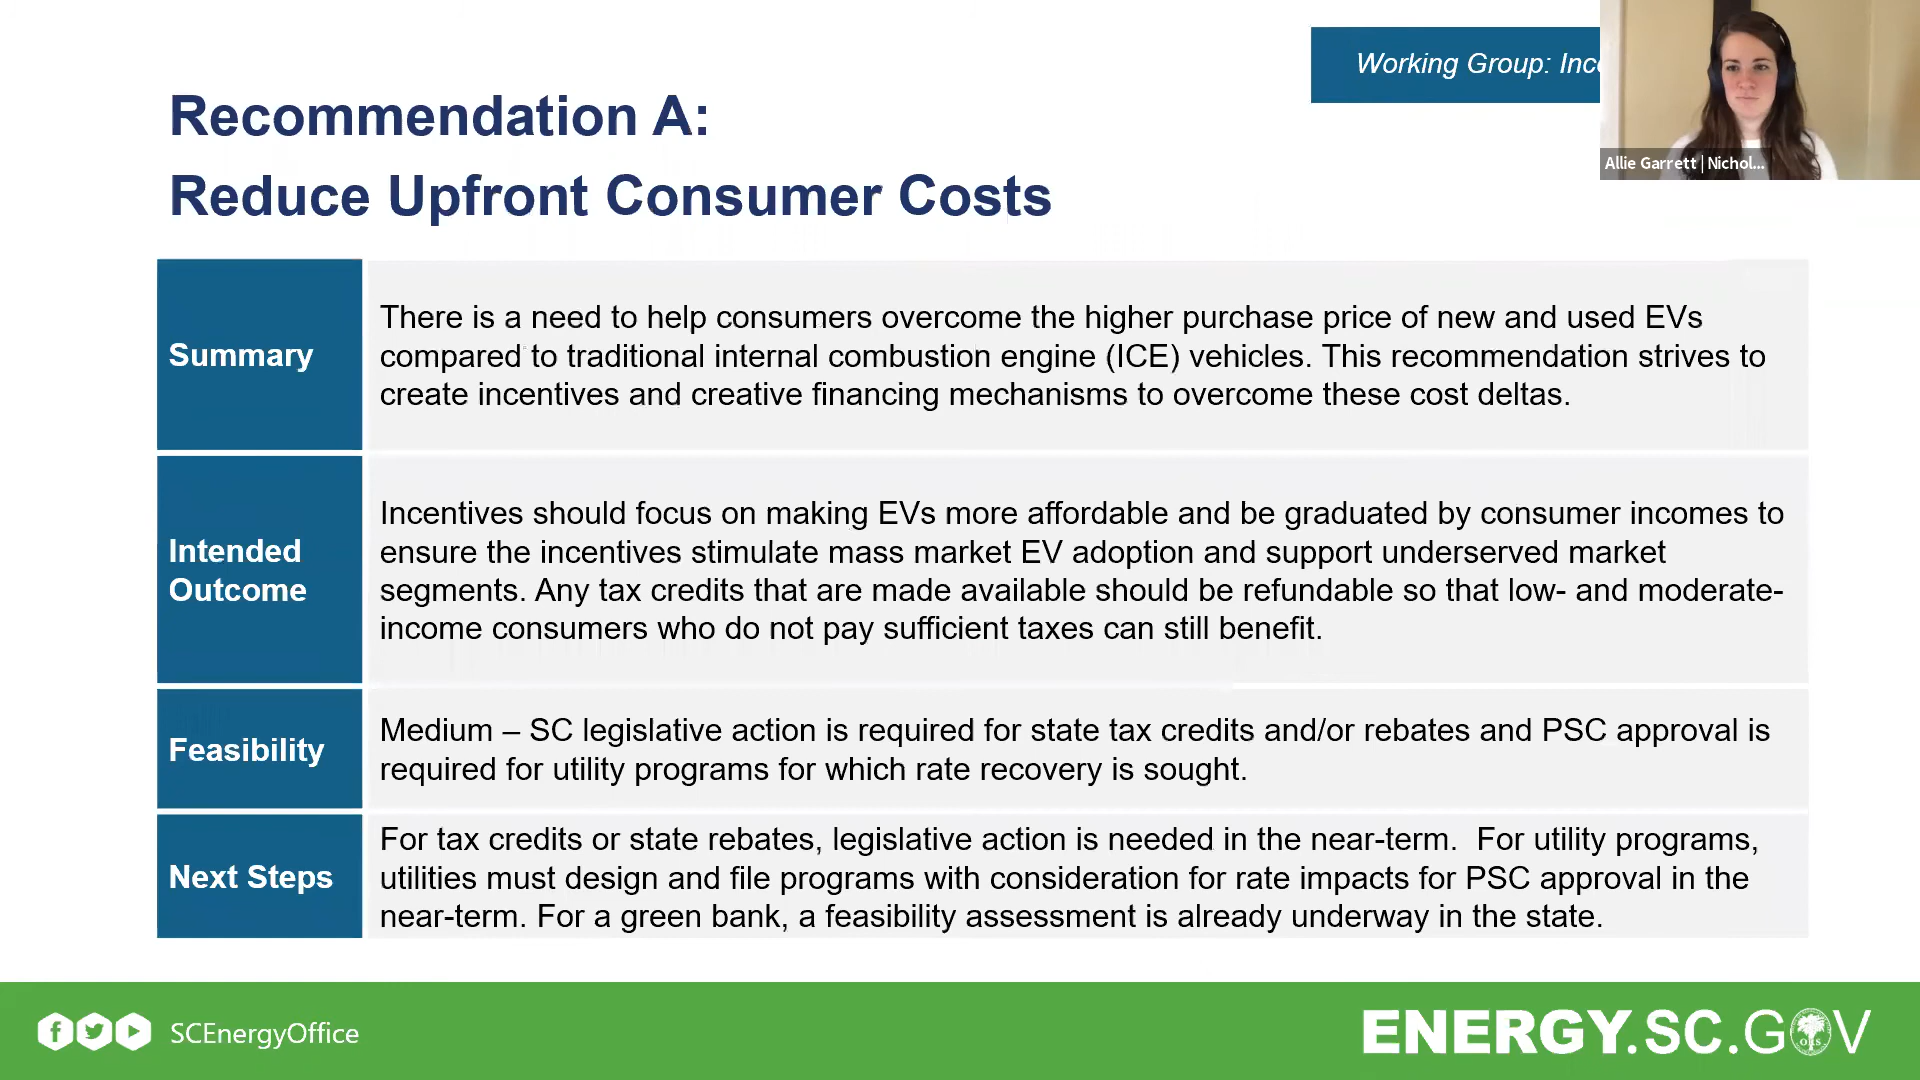 Working Group:
Allie Garrett | Nichol...
Recommendation A:
Reduce Upfront Consumer Costs
Summary
There is a need to help consumers overcome the higher purchase price of new and used EVs
compared to traditional internal combustion engine (ICE) vehicles. This recommendation strives to
create incentives and creative financing mechanisms to overcome these cost deltas.
Intended
Outcome
Incentives should focus on making EVs more affordable and be graduated by consumer incomes to
ensure the incentives stimulate mass market EV adoption and support underserved market
segments. Any tax credits that are made available should be refundable so that low- and moderate-
income consumers who do not pay sufficient taxes can still benefit.
Feasibility
Medium – SC legislative action is required for state tax credits and/or rebates and PSC approval is
required for utility programs for which rate recovery is sought.
Next Steps
For tax credits or state rebates, legislative action is needed in the near-term.  For utility programs,
utilities must design and file programs with consideration for rate impacts for PSC approval in the
near-term. For a green bank, a feasibility assessment is already underway in the state.
SCEnergyOffice
ENERGY.SC.GOV